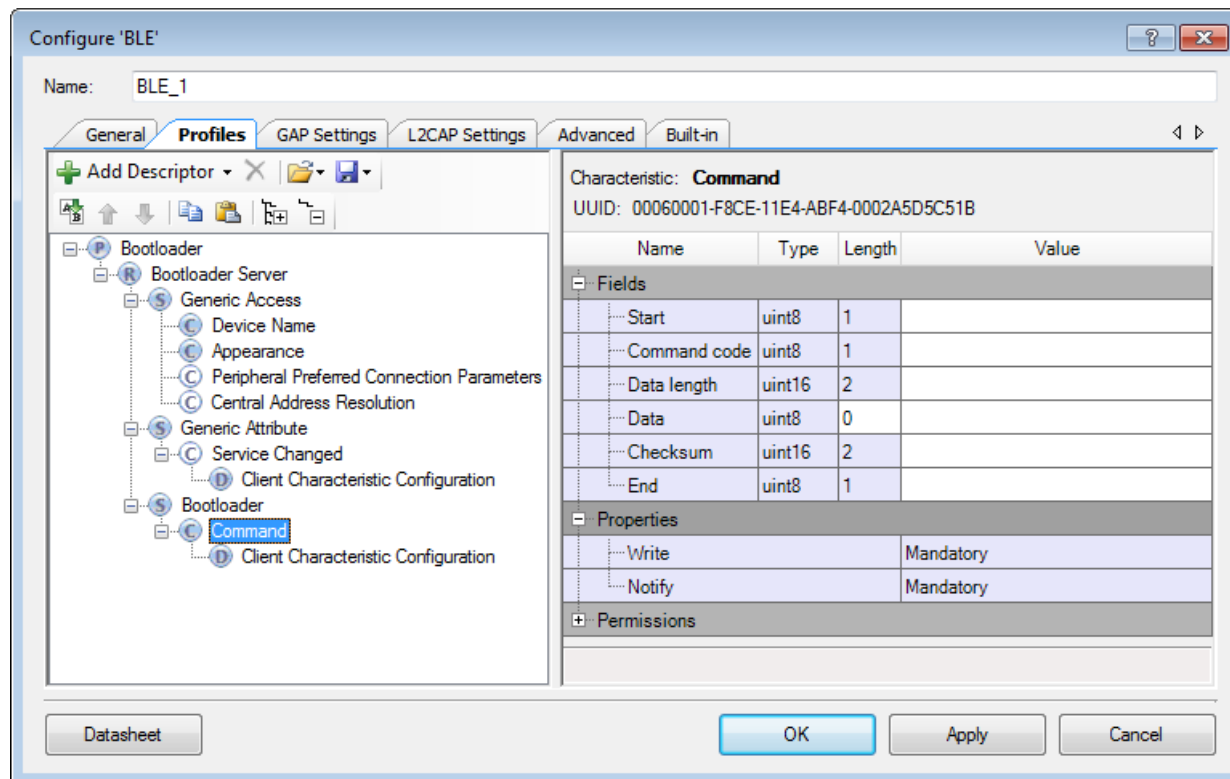 Configure 'BLE'
Name: BLE_1
General Profiles GAP Settings L2CAP Settings Advanced Built-in
Add Descriptor
Bootloader
Bootloader Server
Generic Access
Device Name
Appearance
Peripheral Preferred Connection Parameters
Central Address Resolution
Generic Attribute
Service Changed
Client Characteristic Configuration
Bootloader
Command
Client Characteristic Configuration
Characteristic: Command
UUID: 00060001-F8CE-11E4-ABF4-0002A5D5C51B
Name Type Length Value
Fields
Start uint8 1
Command code uint8 1
Data length uint16 2
Data uint8 0
Checksum uint16 2
End uint8 1
Properties
Write Mandatory
Notify Mandatory
Permissions
Datasheet OK Apply Cancel